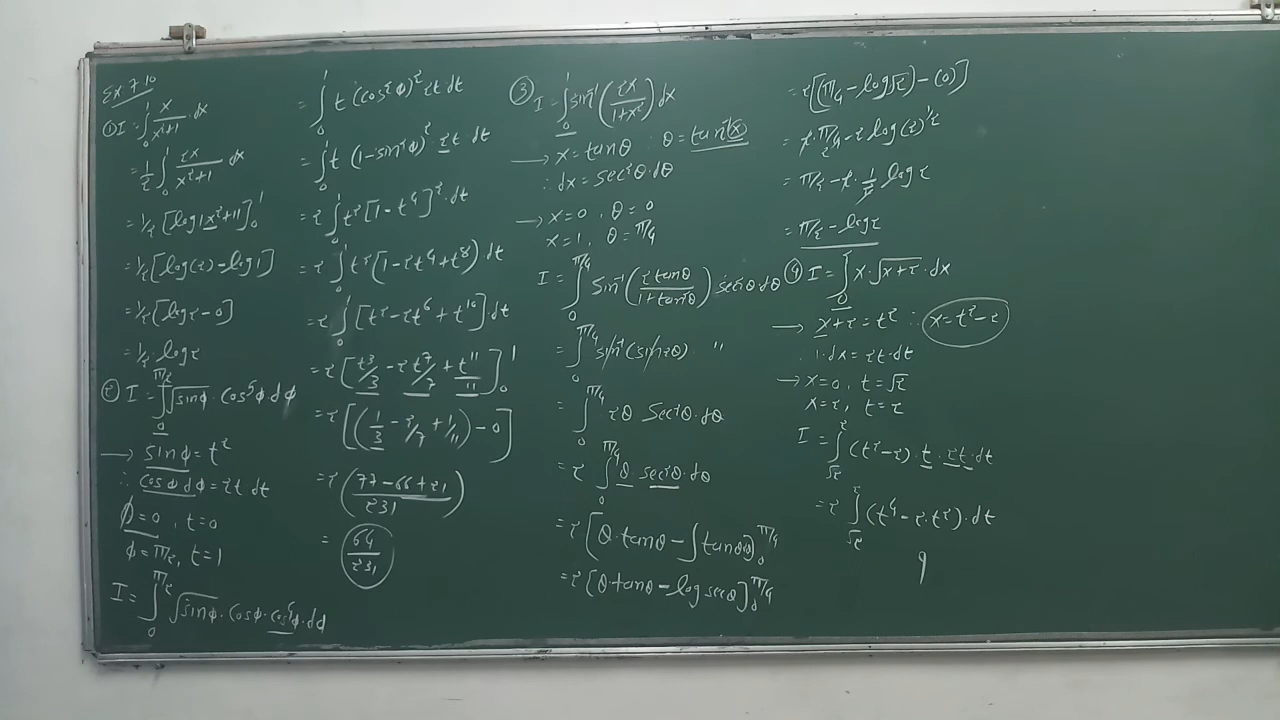 Ex 7.10
① I = ∫₀¹ x/(x²+1) · dx
= 1/2 ∫₀¹ 2x/(x²+1) dx
= 1/2 [log|x²+1|]₀¹
= 1/2 [log(2) - log 1]
= 1/2 [log 2 - 0]
= 1/2 · log 2
② I = ∫₀^(π/2) √sinϕ · cos⁵ϕ · dϕ
→ sinϕ = t²
∴ cosϕ dϕ = 2t dt
ϕ = 0, t = 0
ϕ = π/2, t = 1
I = ∫₀^(π/2) √sinϕ · cosϕ · cos⁴ϕ · dϕ
= ∫₀¹ t (cos²ϕ)² 2t dt
= ∫₀¹ t (1 - sin²ϕ)² 2t dt
= 2 ∫₀¹ t² [1 - t⁴]² · dt
= 2 ∫₀¹ t² (1 - 2t⁴ + t⁸) · dt
= 2 ∫₀¹ [t² - 2t⁶ + t¹⁰] · dt
= 2 [t³/3 - 2 t⁷/7 + t¹¹/11]₀¹
= 2 [(1/3 - 2/7 + 1/11) - 0]
= 2 ((77 - 66 + 21)/231)
= 64/231
③ I = ∫₀¹ sin⁻¹(2x/(1+x²)) dx
→ x = tanθ ∴ θ = tan⁻¹(x)
∴ dx = sec²θ · dθ
→ x = 0, θ = 0
x = 1, θ = π/4
I = ∫₀^(π/4) sin⁻¹(2 tanθ/(1+tan²θ)) sec²θ · dθ
= ∫₀^(π/4) sin⁻¹(sin2θ) "
= ∫₀^(π/4) 2θ sec²θ · dθ
= 2 ∫₀^(π/4) θ · sec²θ · dθ
= 2 [θ · tanθ - ∫tanθ dθ]₀^(π/4)
= 2 [θ · tanθ - log secθ]₀^(π/4)
= 2 [(π/4 - log√2) - (0)]
= 2 · π/4 - 2 log(2)^(1/2)
= π/2 - 2 · 1/2 log 2
= π/2 - log 2
④ I = ∫₀² x · √(x+2) · dx
→ x + 2 = t² ∴ x = t² - 2
∴ 1 · dx = 2t · dt
→ x = 0, t = √2
x = 2, t = 2
I = ∫_√2^2 (t² - 2) · t · 2t · dt
= 2 ∫_√2^2 (t⁴ - 2 · t²) · dt